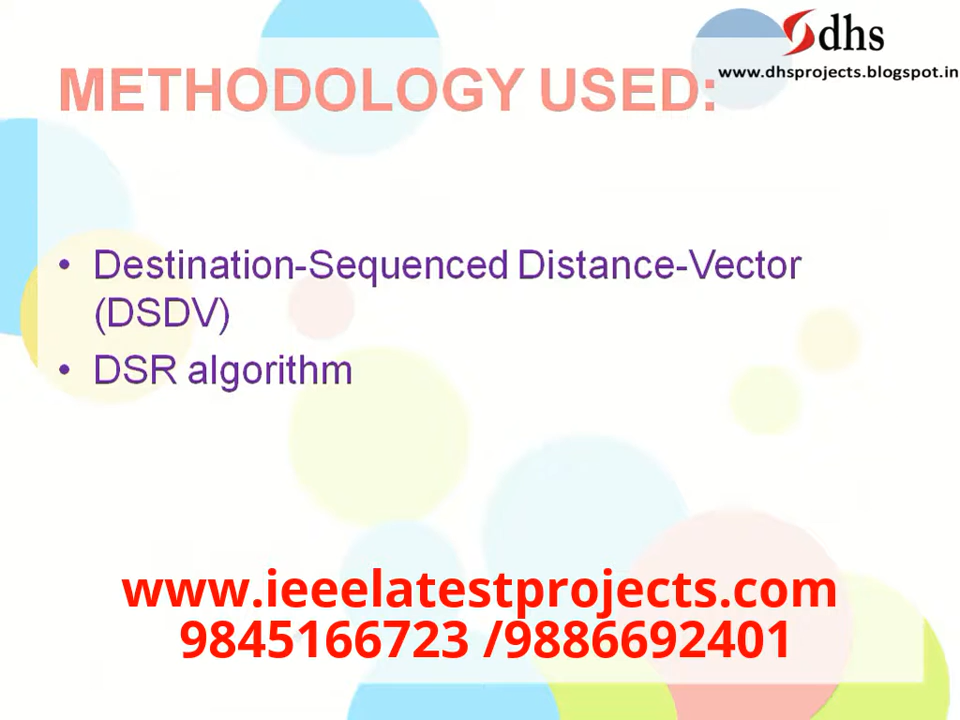 dhs
www.dhsprojects.blogspot.in
METHODOLOGY USED:
• Destination-Sequenced Distance-Vector
(DSDV)
• DSR algorithm
www.ieeelatestprojects.com
9845166723 /9886692401